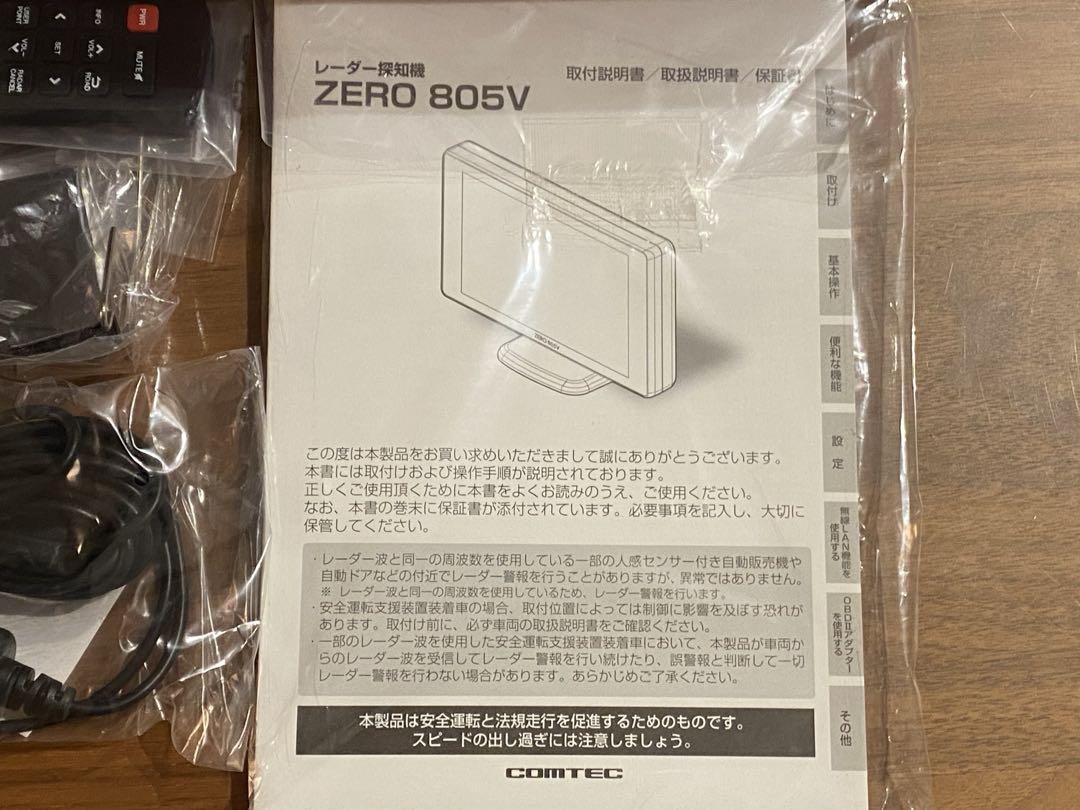 PWR
INFO
USER
POINT
MUTE
VOL+
SET
VOL-
ROAD
RADAR
CANCEL
レーダー探知機
ZERO 805V
取付説明書/取扱説明書/保証書
はじめに
取付け
基本操作
便利な機能
設定
無線LAN機能を
使用する
OBDⅡアダプター
を使用する
その他
この度は本製品をお買い求めいただきまして誠にありがとうございます。
本書には取付けおよび操作手順が説明されております。
正しくご使用頂くために本書をよくお読みのうえ、ご使用ください。
なお、本書の巻末に保証書が添付されています。必要事項を記入し、大切に
保管してください。
・レーダー波と同一の周波数を使用している一部の人感センサー付き自動販売機や
自動ドアなどの付近でレーダー警報を行うことがありますが、異常ではありません。
※ レーダー波と同一の周波数を使用しているため、レーダー警報を行います。
・安全運転支援装置装着車の場合、取付位置によっては制御に影響を及ぼす恐れが
あります。取付け前に、必ず車両の取扱説明書をご確認ください。
・一部のレーダー波を使用した安全運転支援装置装着車において、本製品が車両か
らのレーダー波を受信してレーダー警報を行い続けたり、誤警報と判断して一切
レーダー警報を行わない場合があります。あらかじめご了承ください。
本製品は安全運転と法規走行を促進するためのものです。
スピードの出し過ぎには注意しましょう。
COMTEC